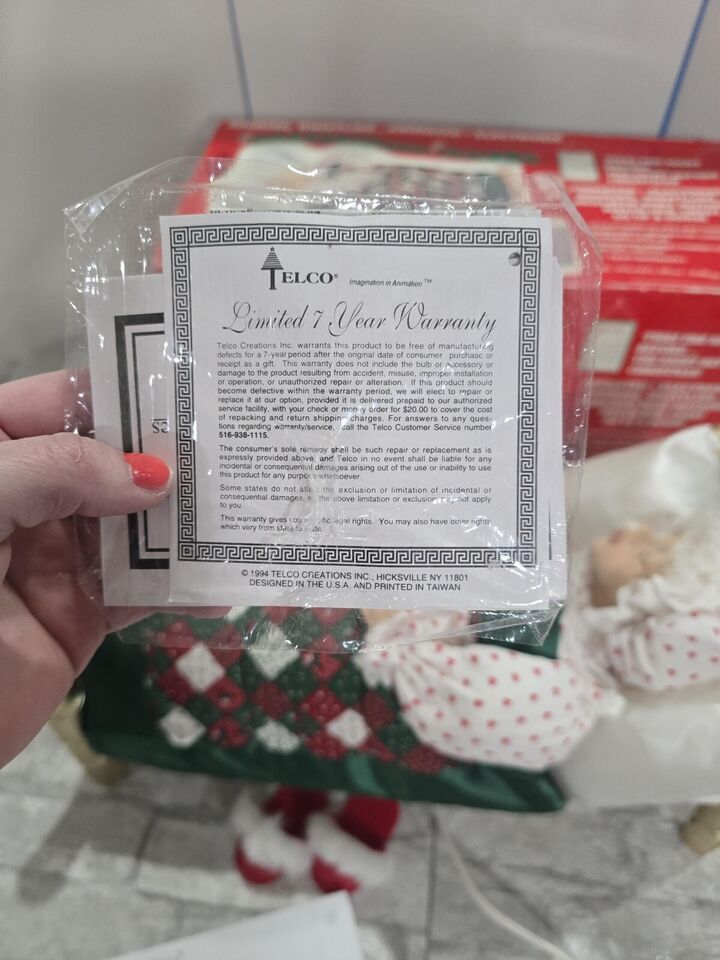 TELCO® Imagination in Animation™
Limited 7 Year Warranty
Telco Creations Inc. warrants this product to be free of manufacturing
defects for a 7-year period after the original date of consumer purchase or
receipt as a gift. This warranty does not include the bulb or accessory or
damage to the product resulting from accident, misuse, improper installation
or operation, or unauthorized repair or alteration. If this product should
become defective within the warranty period, we will elect to repair or
replace it at our option, provided it is delivered prepaid to our authorized
service facility, with your check or money order for $20.00 to cover the cost
of repacking and return shipping charges. For answers to any ques-
tions regarding warranty/service, call the Telco Customer Service number
516-938-1115.
The consumer's sole remedy shall be such repair or replacement as is
expressly provided above, and Telco in no event shall be liable for any
incidental or consequential damages arising out of the use or inability to use
this product for any purpose whatsoever.
Some states do not allow the exclusion or limitation of incidental or
consequential damages, so the above limitation or exclusion may not apply
to you.
This warranty gives you specific legal rights. You may also have other rights
which vary from state to state.
© 1994 TELCO CREATIONS INC., HICKSVILLE NY 11801
DESIGNED IN THE U.S.A. AND PRINTED IN TAIWAN